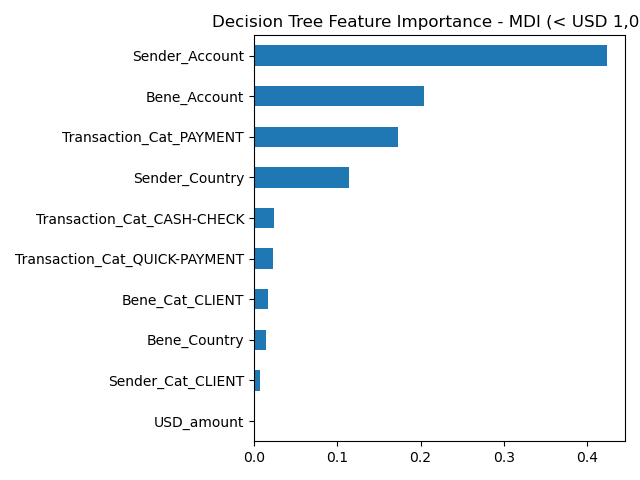 Decision Tree Feature Importance - MDI (< USD 1,0
Sender_Account
Bene_Account
Transaction_Cat_PAYMENT
Sender_Country
Transaction_Cat_CASH-CHECK
Transaction_Cat_QUICK-PAYMENT
Bene_Cat_CLIENT
Bene_Country
Sender_Cat_CLIENT
USD_amount
0.0 0.1 0.2 0.3 0.4